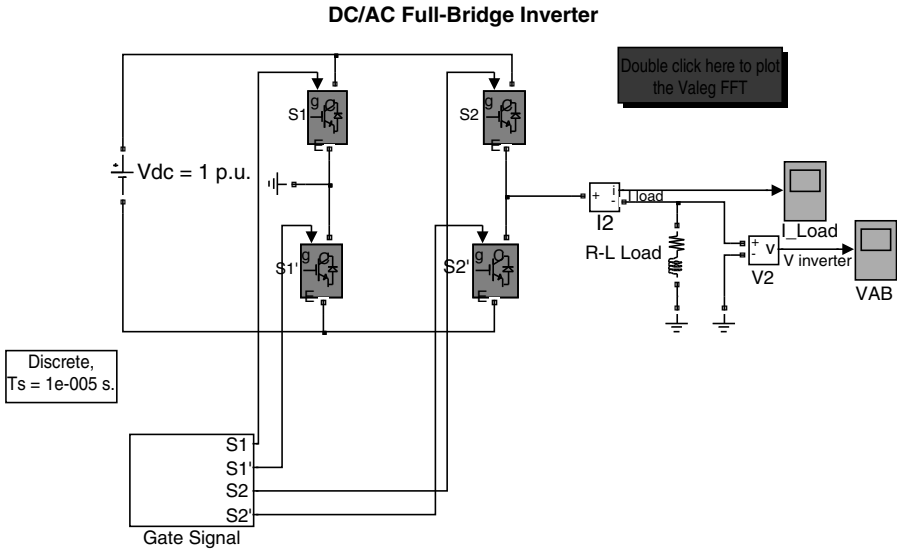 DC/AC Full-Bridge Inverter
Double click here to plot
the Valeg FFT
g
C
S1
E
g
C
S2
E
+
Vdc = 1 p.u.
+
i
-
I load
I2
I_Load
g
C
S1'
E
g
C
S2'
E
R-L Load
+
-
v
V2
V inverter
VAB
Discrete,
Ts = 1e-005 s.
S1
S1'
S2
S2'
Gate Signal